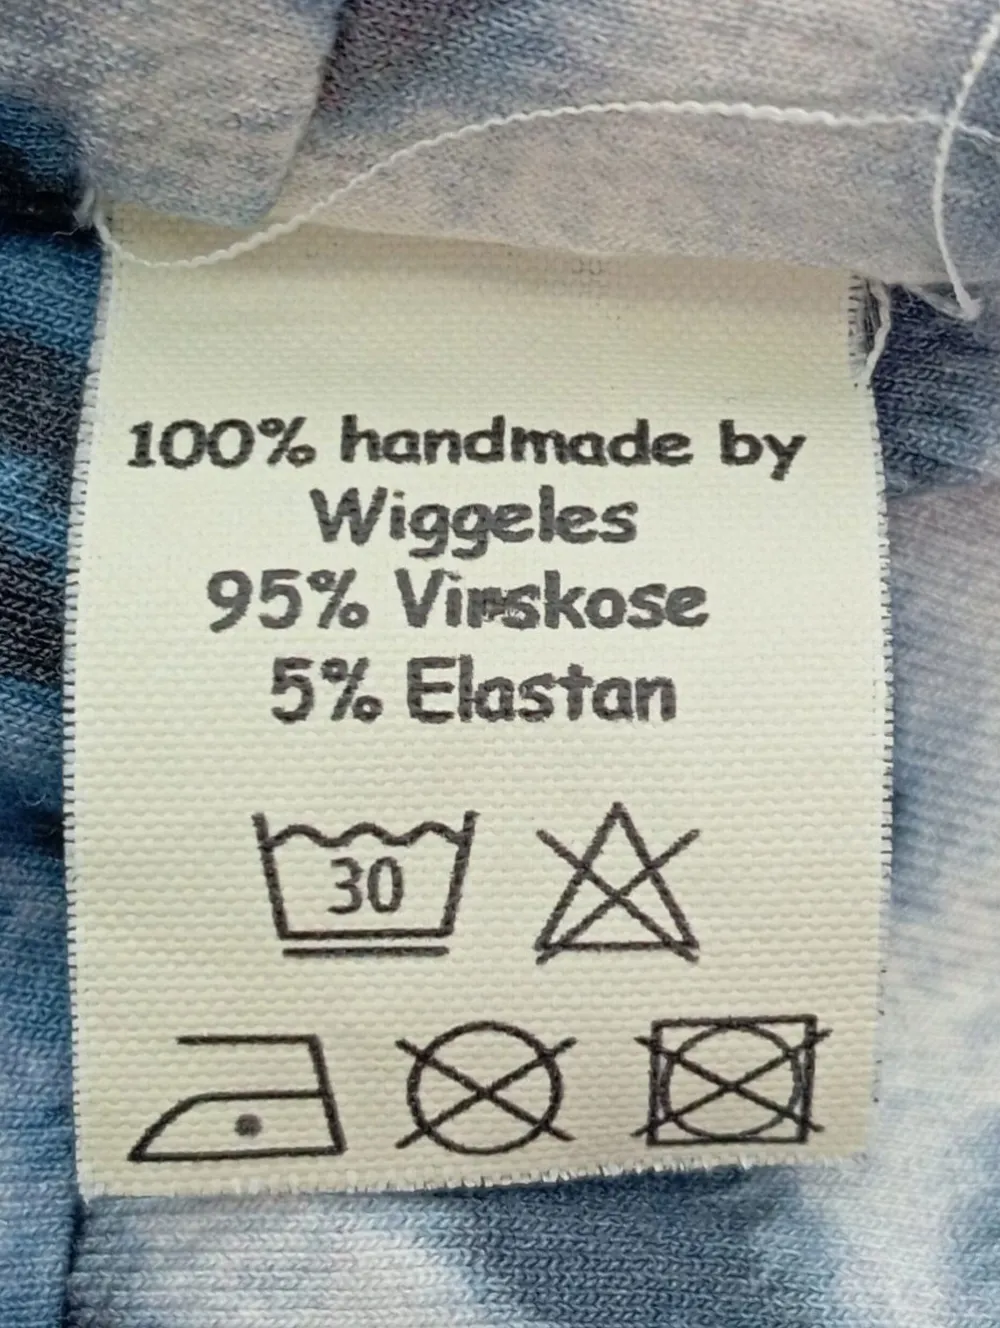 100% handmade by
Wiggeles
95% Virskose
5% Elastan
30